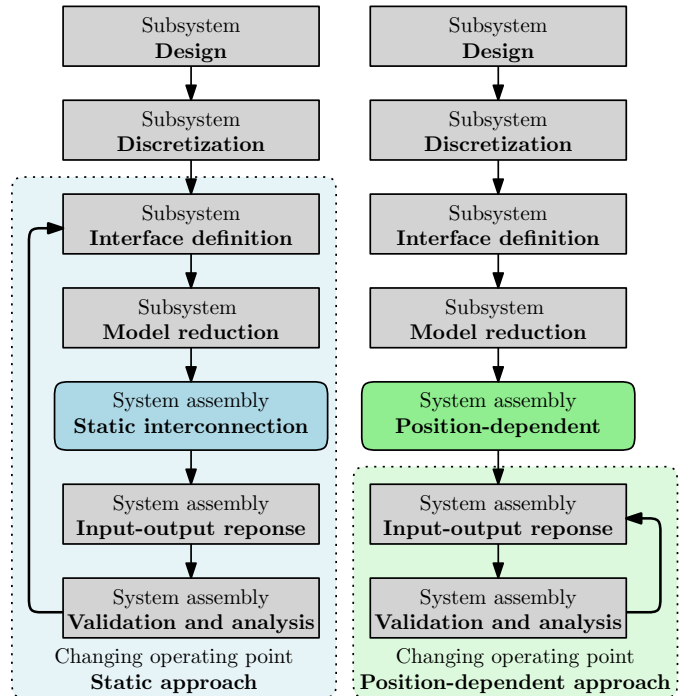 Subsystem
Design
Subsystem
Discretization
Subsystem
Interface definition
Subsystem
Model reduction
System assembly
Static interconnection
System assembly
Input-output reponse
System assembly
Validation and analysis
Changing operating point
Static approach
Subsystem
Design
Subsystem
Discretization
Subsystem
Interface definition
Subsystem
Model reduction
System assembly
Position-dependent
System assembly
Input-output reponse
System assembly
Validation and analysis
Changing operating point
Position-dependent approach